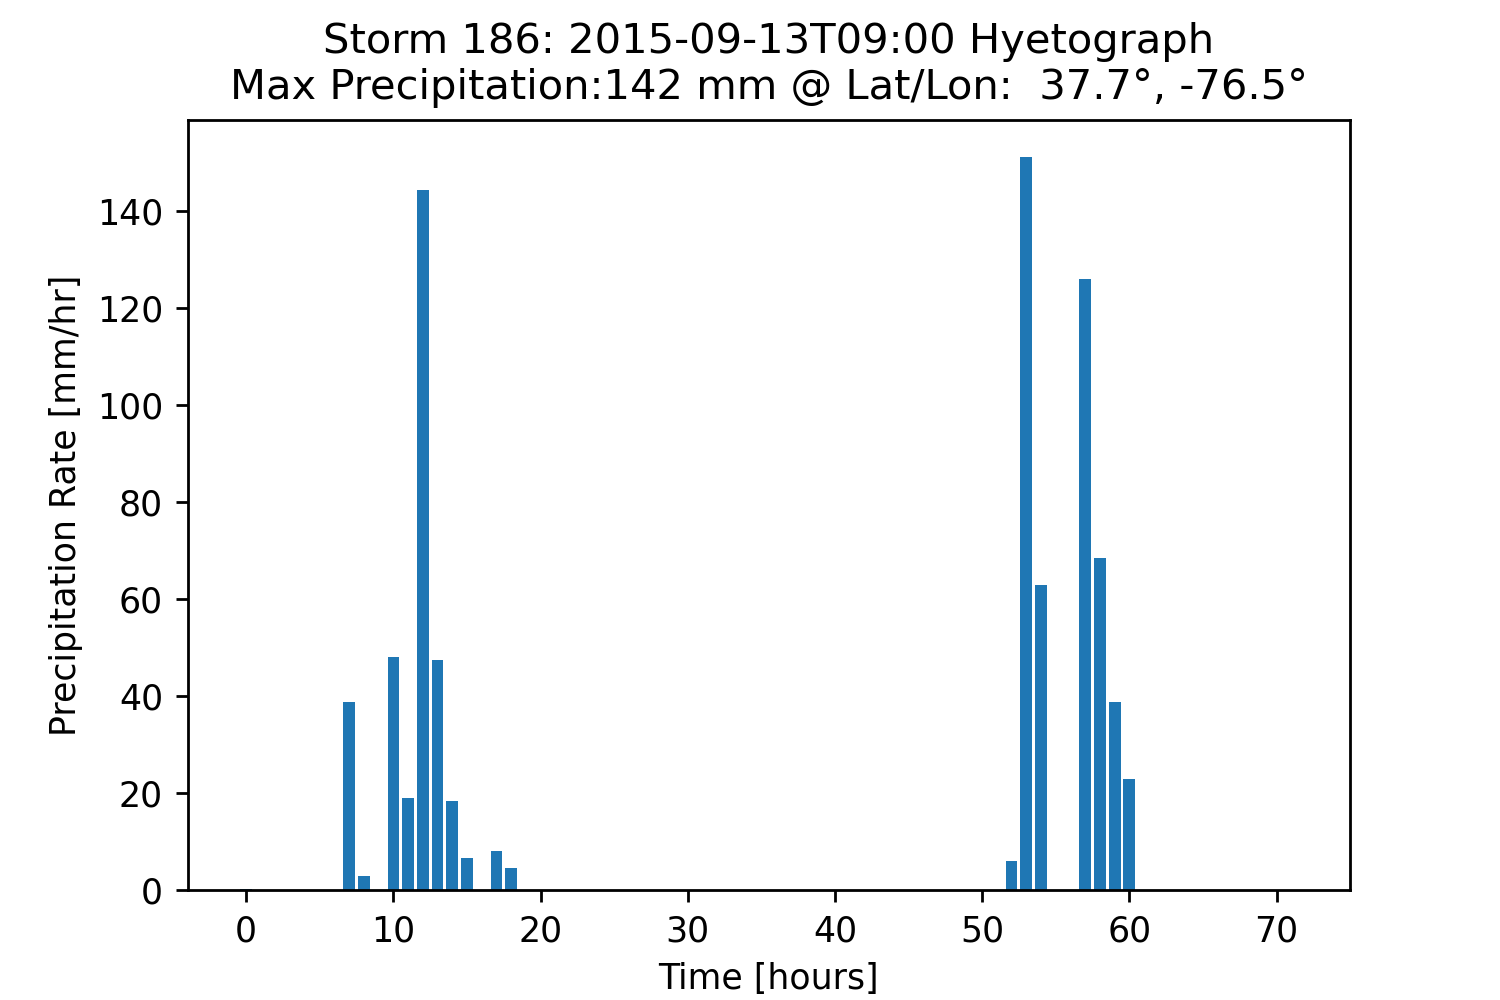 Storm 186: 2015-09-13T09:00 Hyetograph
Max Precipitation:142 mm @ Lat/Lon:  37.7°, -76.5°
Precipitation Rate [mm/hr]
140
120
100
80
60
40
20
0
0 10 20 30 40 50 60 70
Time [hours]